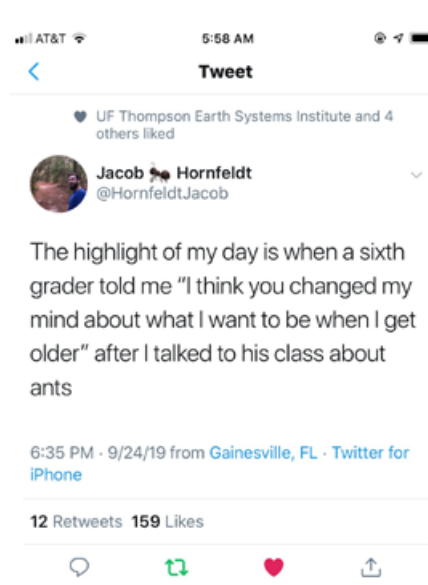 AT&T 5:58 AM
Tweet
UF Thompson Earth Systems Institute and 4
others liked
Jacob 🐜 Hornfeldt
@HornfeldtJacob
The highlight of my day is when a sixth
grader told me “I think you changed my
mind about what I want to be when I get
older” after I talked to his class about
ants
6:35 PM · 9/24/19 from Gainesville, FL · Twitter for
iPhone
12 Retweets 159 Likes